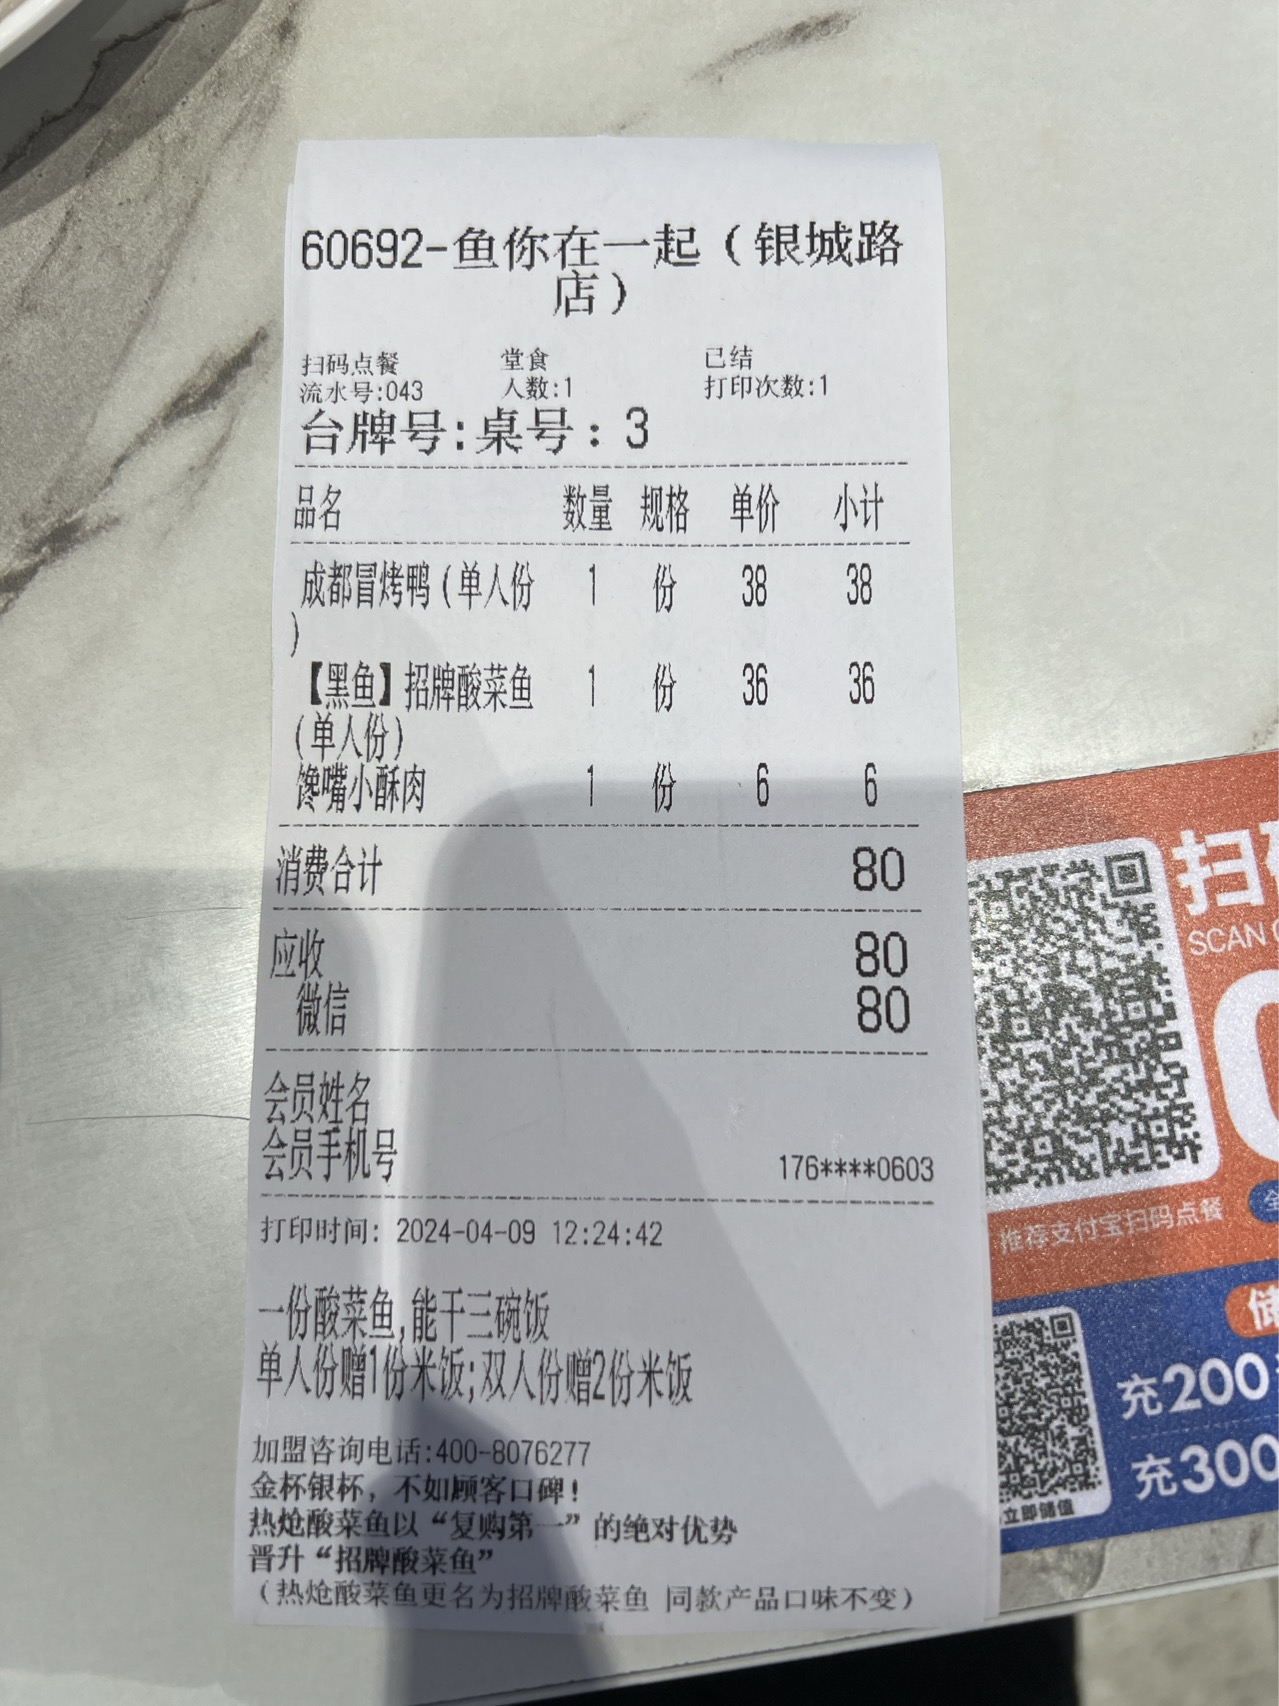 60692-鱼你在一起（银城路
店）
扫码点餐 堂食 已结
流水号:043 人数:1 打印次数:1
台牌号:桌号：3
品名 数量 规格 单价 小计
成都冒烤鸭（单人份 1 份 38 38
）
【黑鱼】招牌酸菜鱼 1 份 36 36
（单人份）
馋嘴小酥肉 1 份 6 6
消费合计 80
应收 80
微信 80
会员姓名
会员手机号 176****0603
打印时间: 2024-04-09 12:24:42
一份酸菜鱼,能干三碗饭
单人份赠1份米饭;双人份赠2份米饭
加盟咨询电话:400-8076277
金杯银杯，不如顾客口碑！
热炝酸菜鱼以“复购第一”的绝对优势
晋升“招牌酸菜鱼”
（热炝酸菜鱼更名为招牌酸菜鱼 同款产品口味不变）
扫
SCAN
推荐支付宝扫码点餐
全
储
充200
充300
立即储值